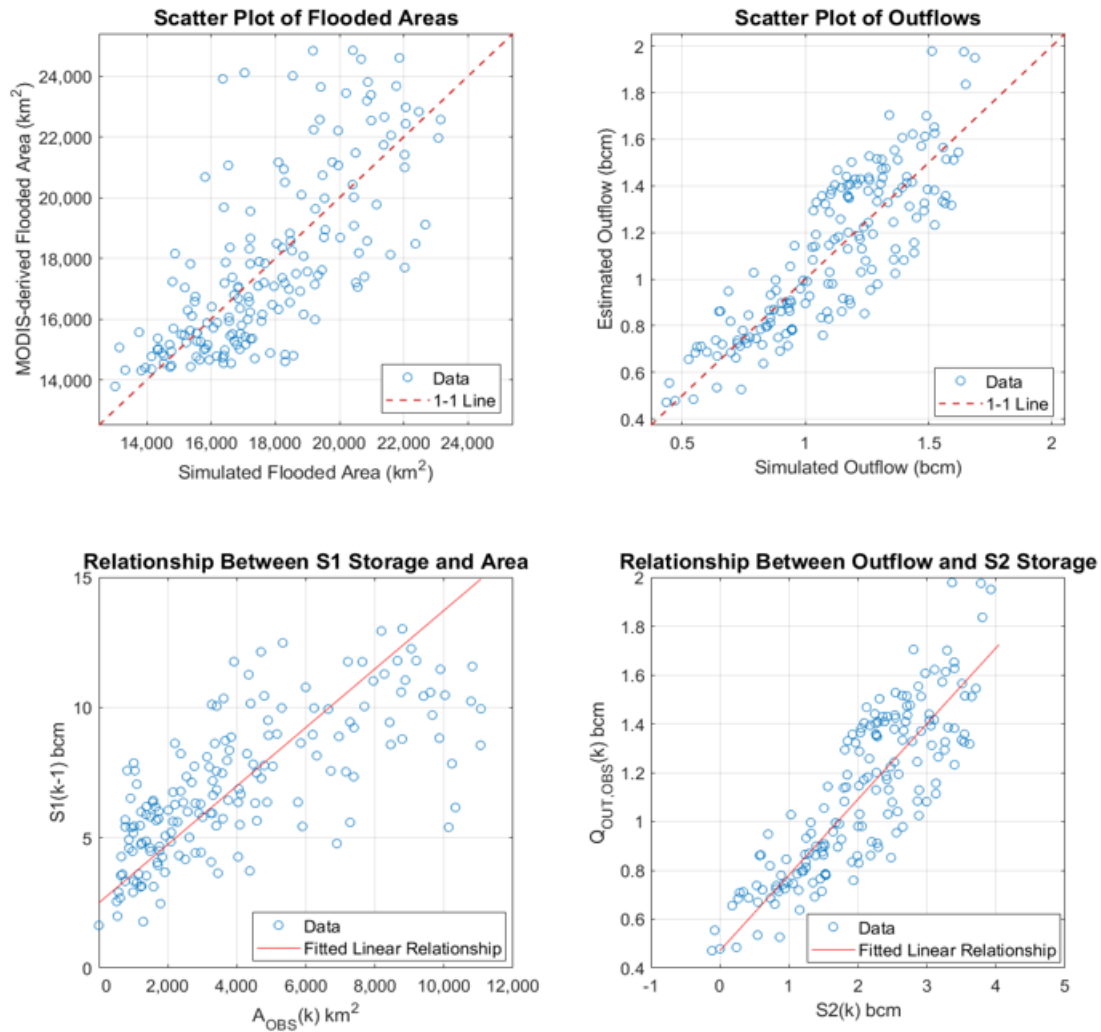 Scatter Plot of Flooded Areas
MODIS-derived Flooded Area (km²)
24,000
22,000
20,000
18,000
16,000
14,000
14,000 16,000 18,000 20,000 22,000 24,000
Simulated Flooded Area (km²)
Data
1-1 Line
Scatter Plot of Outflows
Estimated Outflow (bcm)
2
1.8
1.6
1.4
1.2
1
0.8
0.6
0.4
0.5 1 1.5 2
Simulated Outflow (bcm)
Data
1-1 Line
Relationship Between S1 Storage and Area
S1(k-1) bcm
15
10
5
0
0 2,000 4,000 6,000 8,000 10,000 12,000
A_OBS(k) km²
Data
Fitted Linear Relationship
Relationship Between Outflow and S2 Storage
Q_OUT,OBS(k) bcm
2
1.8
1.6
1.4
1.2
1
0.8
0.6
0.4
-1 0 1 2 3 4 5
S2(k) bcm
Data
Fitted Linear Relationship